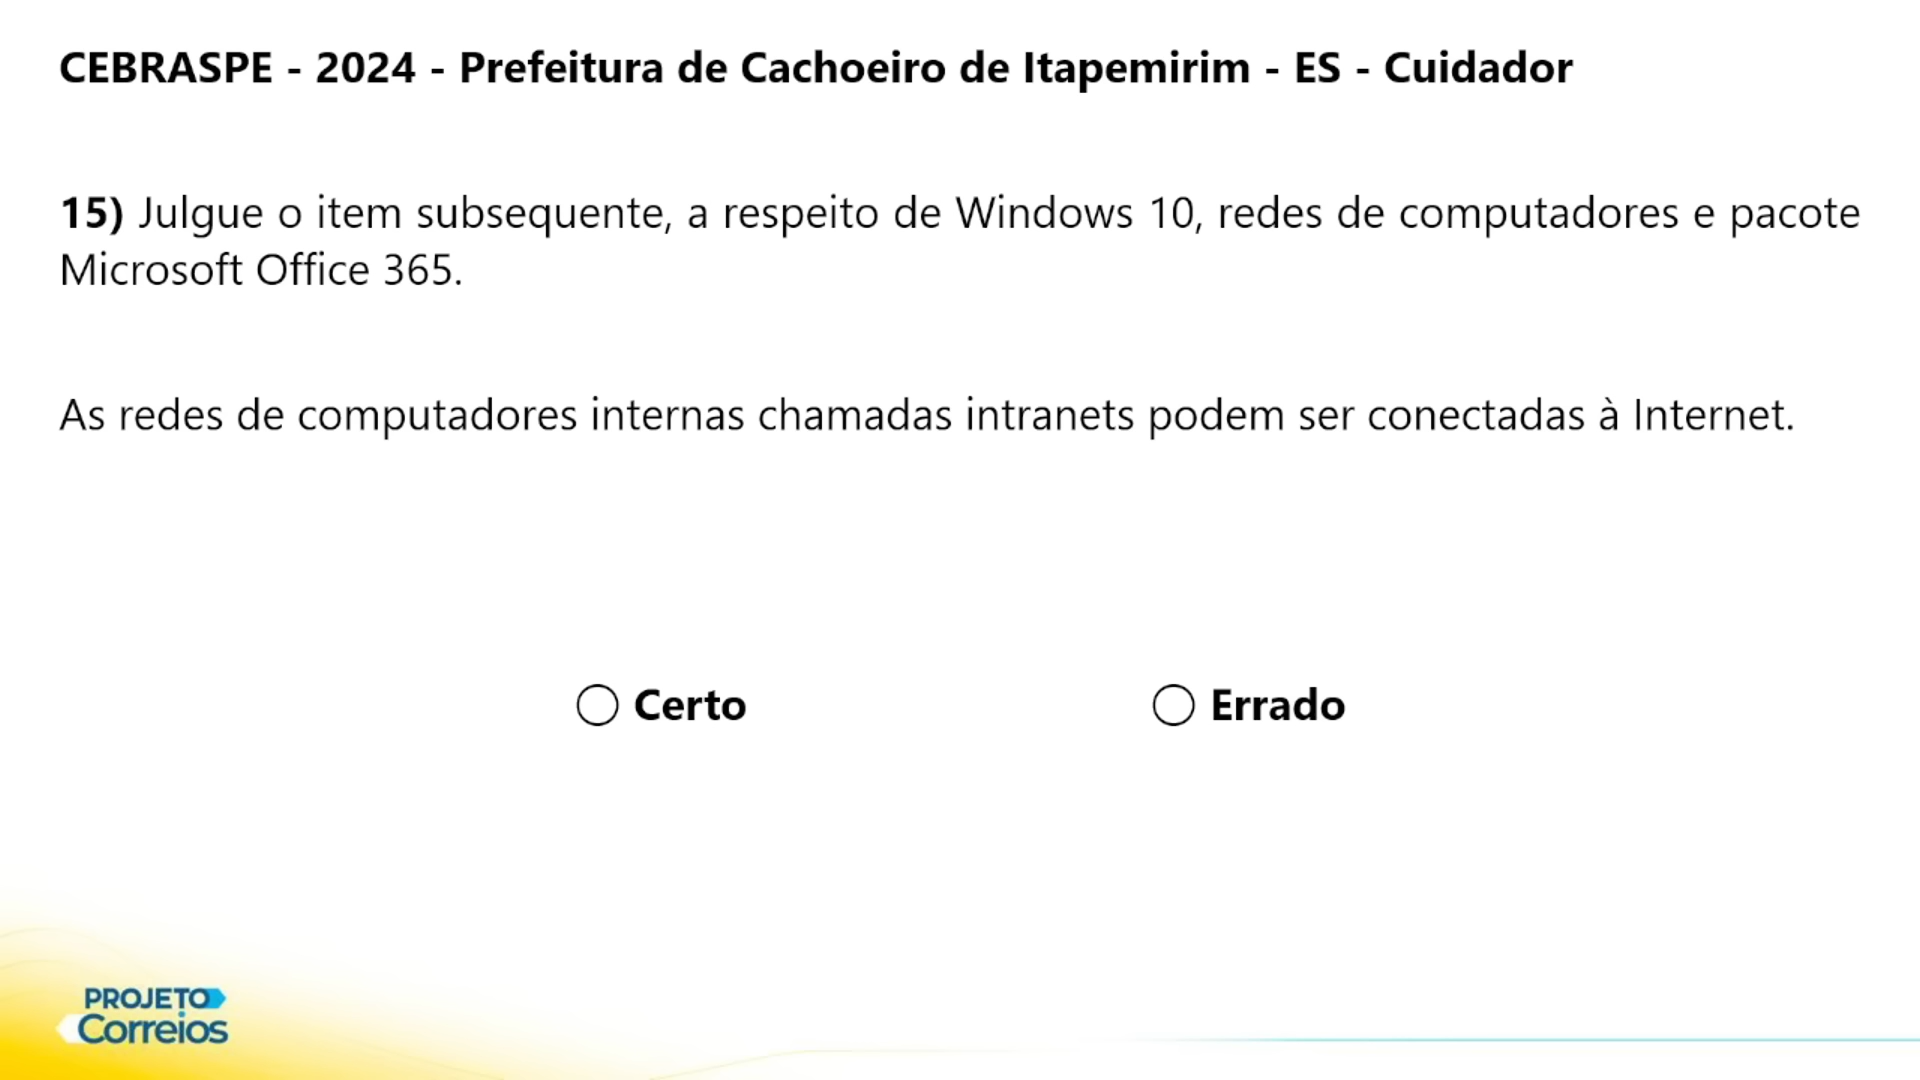 CEBRASPE - 2024 - Prefeitura de Cachoeiro de Itapemirim - ES - Cuidador
15) Julgue o item subsequente, a respeito de Windows 10, redes de computadores e pacote
Microsoft Office 365.
As redes de computadores internas chamadas intranets podem ser conectadas à Internet.
Certo
Errado
PROJETO
Correios